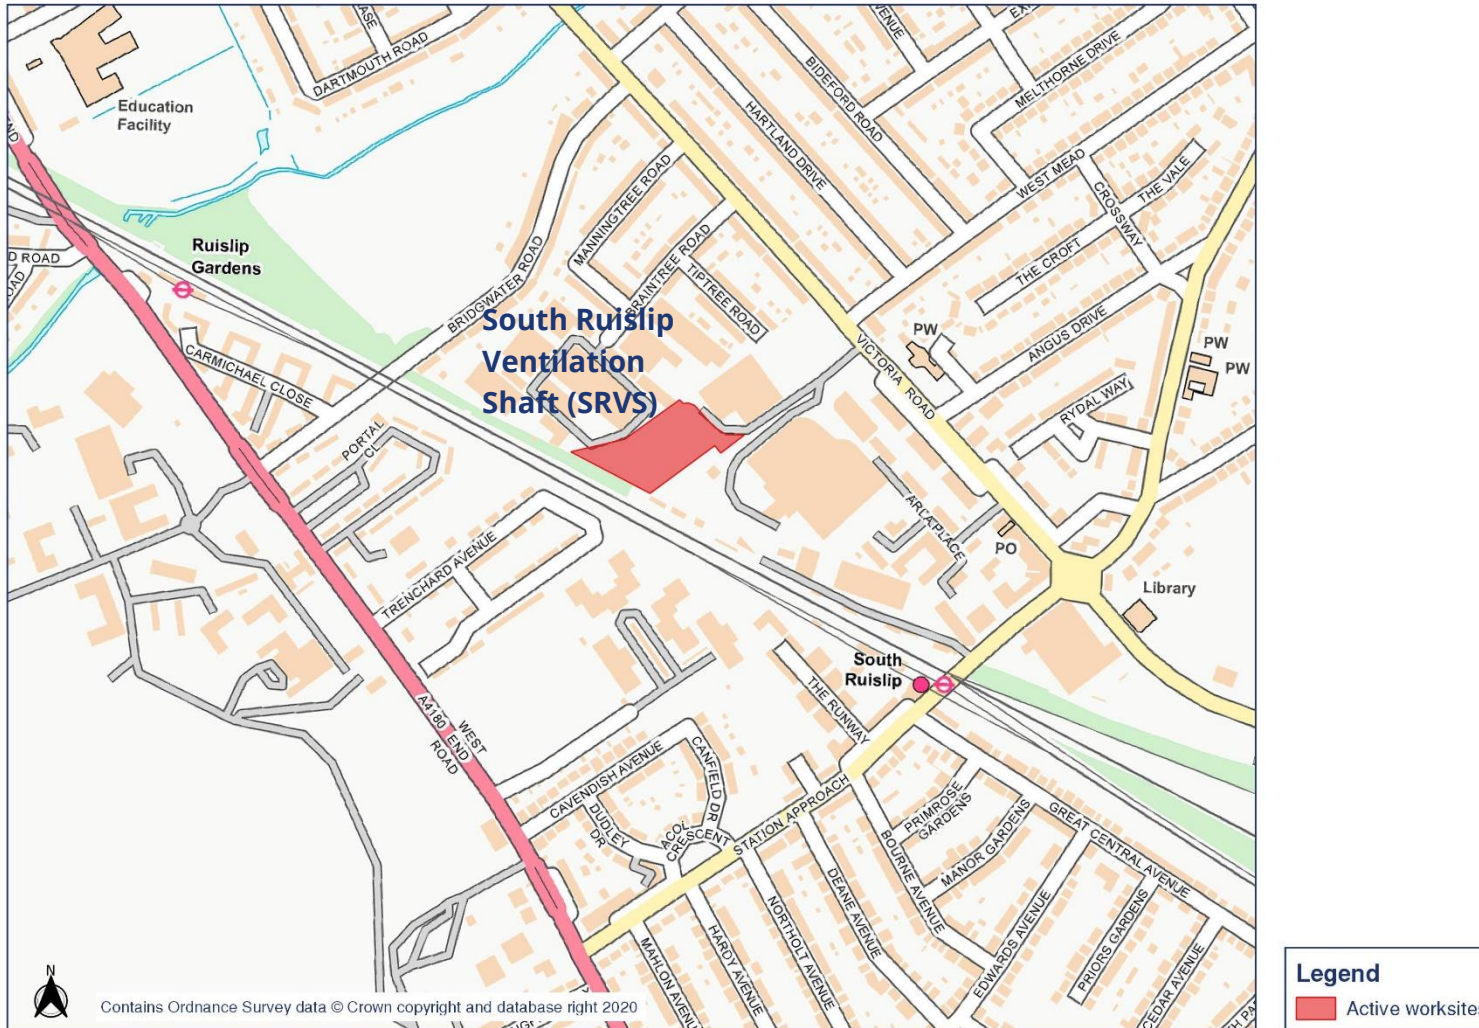 DARTMOUTH ROAD
Education
Facility
BIDEFORD ROAD
MELTHORNE DRIVE
HARTLAND DRIVE
WEST MEAD
THE VALE
CROSSWAY
THE CROFT
MANNINGTREE ROAD
BRIDGWATER ROAD
BRAINTREE ROAD
TIPTREE ROAD
Ruislip
Gardens
D ROAD
OAD
CARMICHAEL CLOSE
South Ruislip
Ventilation
Shaft (SRVS)
VICTORIA ROAD
PW
ANGUS DRIVE
PW
PW
RYDAL WAY
PORTAL
CL
TRENCHARD AVENUE
ARLA PLACE
PO
Library
South
Ruislip
THE RUNWAY
A4180 WEST
END
ROAD
CAVENDISH AVENUE
CANFIELD DR
DUDLEY
DR
ACOL
CRESCENT
STATION APPROACH
PRIMROSE
GARDENS
MANOR GARDENS
GREAT CENTRAL AVENUE
BOURNE AVENUE
DEANE AVENUE
NORTHOLT AVENUE
HARDY AVENUE
MAHLON AVENUE
EDWARDS AVENUE
PRIORS GARDENS
CEDAR AVENUE
N
Contains Ordnance Survey data © Crown copyright and database right 2020
Legend
Active worksite